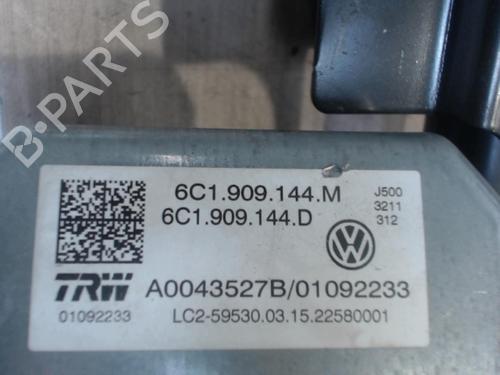 B-PARTS
6C1.909.144.M
6C1.909.144.D
J500
3211
312
TRW
A0043527B/01092233
01092233
LC2-59530.03.15.22580001